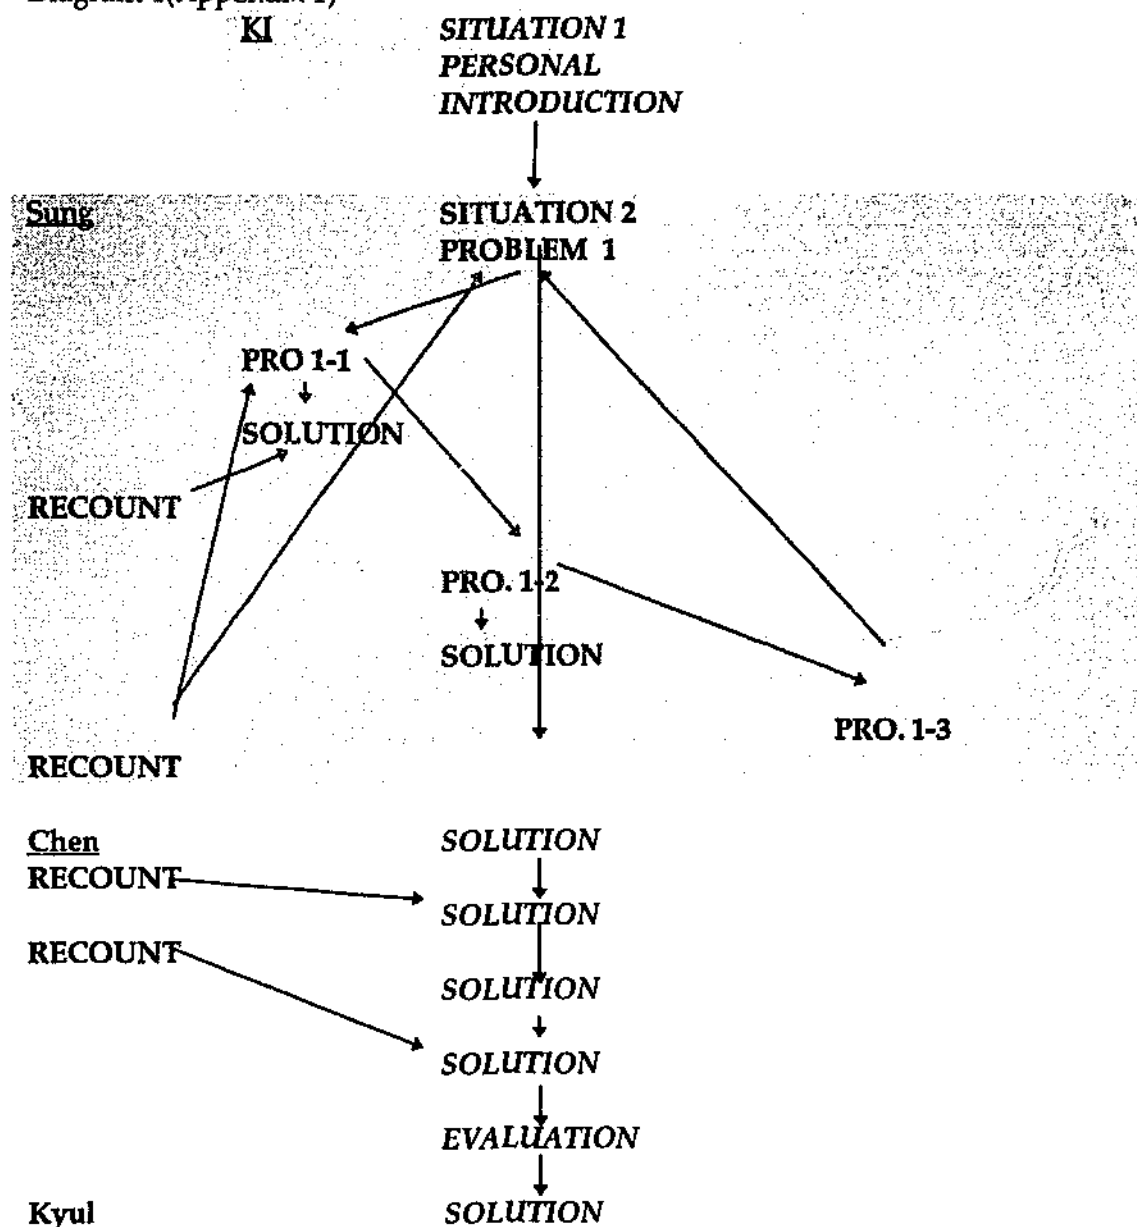 KI SITUATION 1
PERSONAL
INTRODUCTION
Sung SITUATION 2
PROBLEM 1
PRO 1-1
SOLUTION
RECOUNT
PRO. 1-2
SOLUTION
PRO. 1-3
RECOUNT
Chen SOLUTION
RECOUNT
SOLUTION
RECOUNT
SOLUTION
SOLUTION
EVALUATION
Kyul SOLUTION